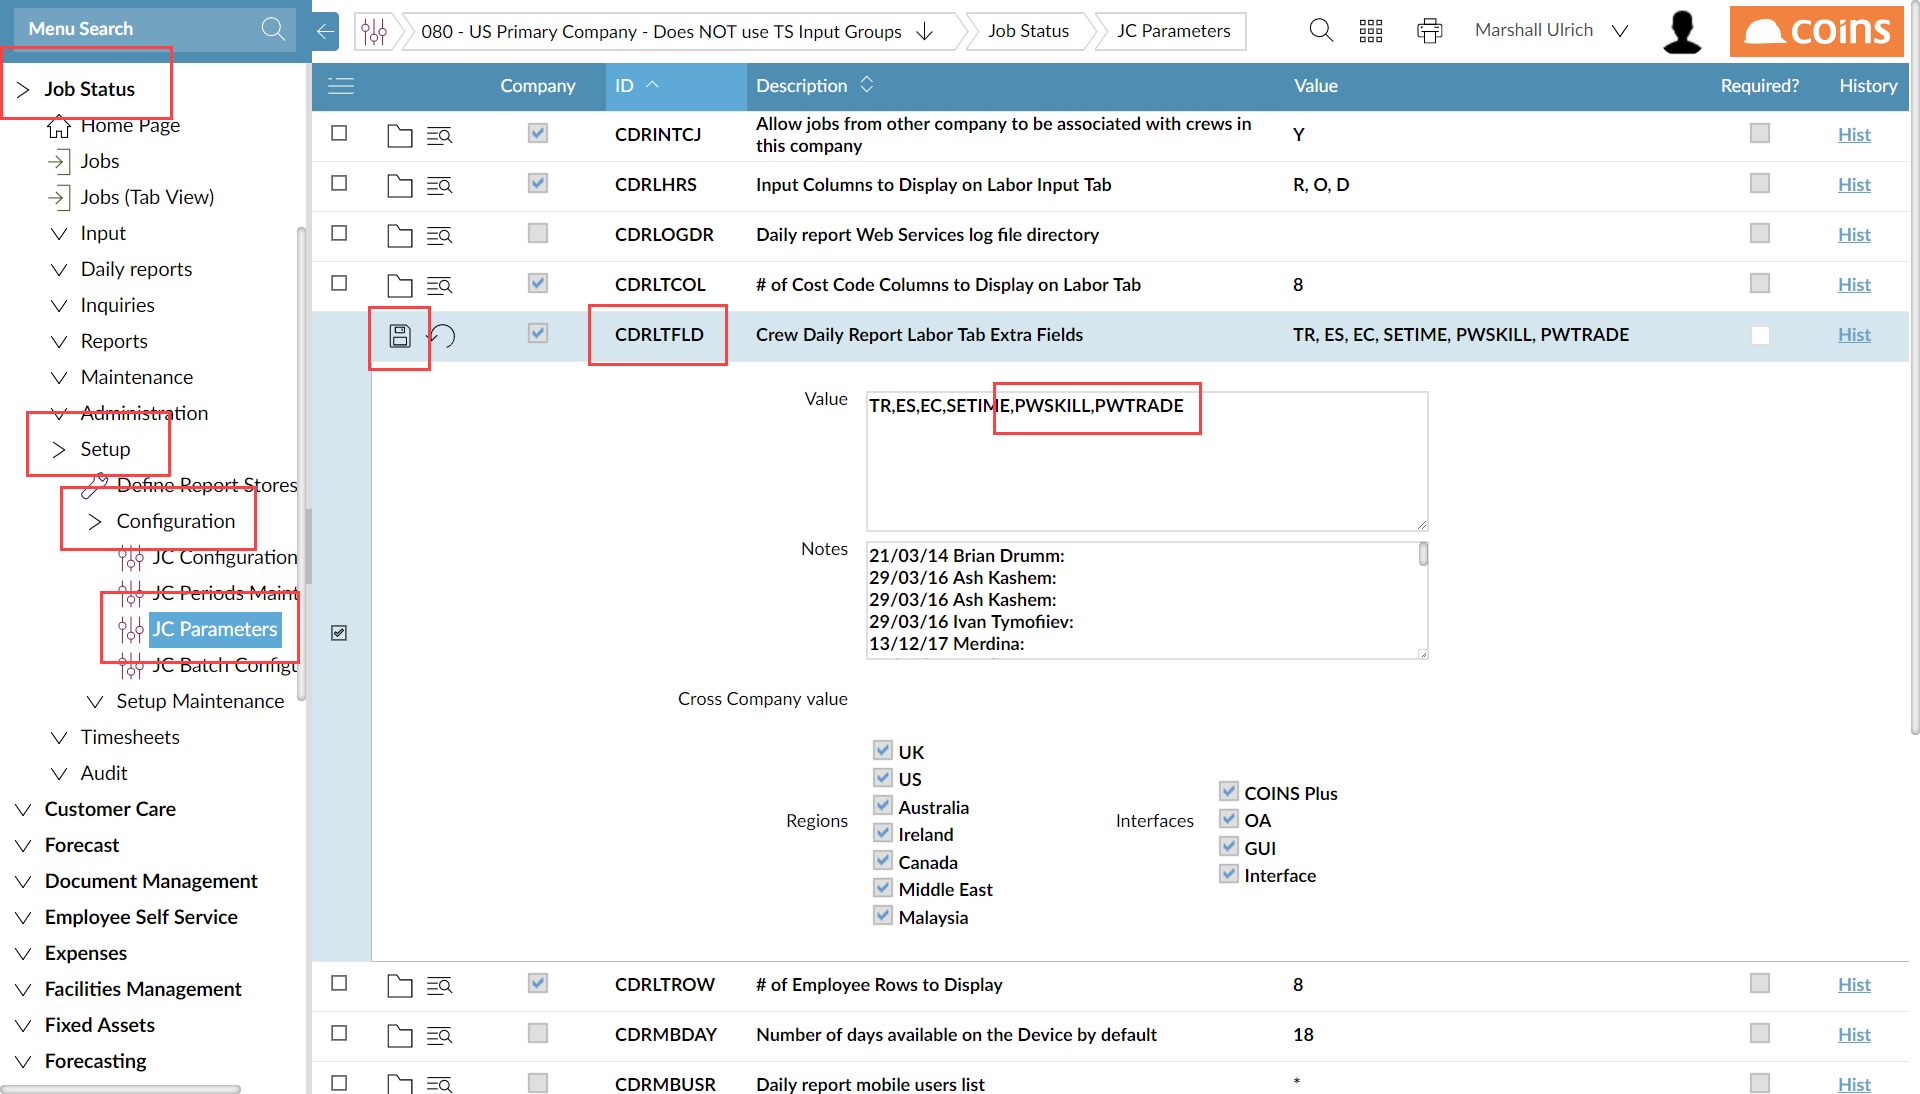 Menu Search
080 - US Primary Company - Does NOT use TS Input Groups
Job Status
JC Parameters
Marshall Ulrich
coins
Job Status
Home Page
Jobs
Jobs (Tab View)
Input
Daily reports
Inquiries
Reports
Maintenance
Administration
Setup
Define Report Stores
Configuration
JC Configuration
JC Periods Maint
JC Parameters
JC Batch Configu
Setup Maintenance
Timesheets
Audit
Customer Care
Forecast
Document Management
Employee Self Service
Expenses
Facilities Management
Fixed Assets
Forecasting
Company ID Description Value Required? History
CDRINTCJ Allow jobs from other company to be associated with crews in Y Hist
this company
CDRLHRS Input Columns to Display on Labor Input Tab R, O, D Hist
CDRLOGDR Daily report Web Services log file directory Hist
CDRLTCOL # of Cost Code Columns to Display on Labor Tab 8 Hist
CDRLTFLD Crew Daily Report Labor Tab Extra Fields TR, ES, EC, SETIME, PWSKILL, PWTRADE Hist
Value TR,ES,EC,SETIME,PWSKILL,PWTRADE
Notes 21/03/14 Brian Drumm:
29/03/16 Ash Kashem:
29/03/16 Ash Kashem:
29/03/16 Ivan Tymofiiev:
13/12/17 Merdina:
Cross Company value
Regions
UK
US
Australia
Ireland
Canada
Middle East
Malaysia
Interfaces
COINS Plus
OA
GUI
Interface
CDRLTROW # of Employee Rows to Display 8 Hist
CDRMBDAY Number of days available on the Device by default 18 Hist
CDRMBUSR Daily report mobile users list * Hist